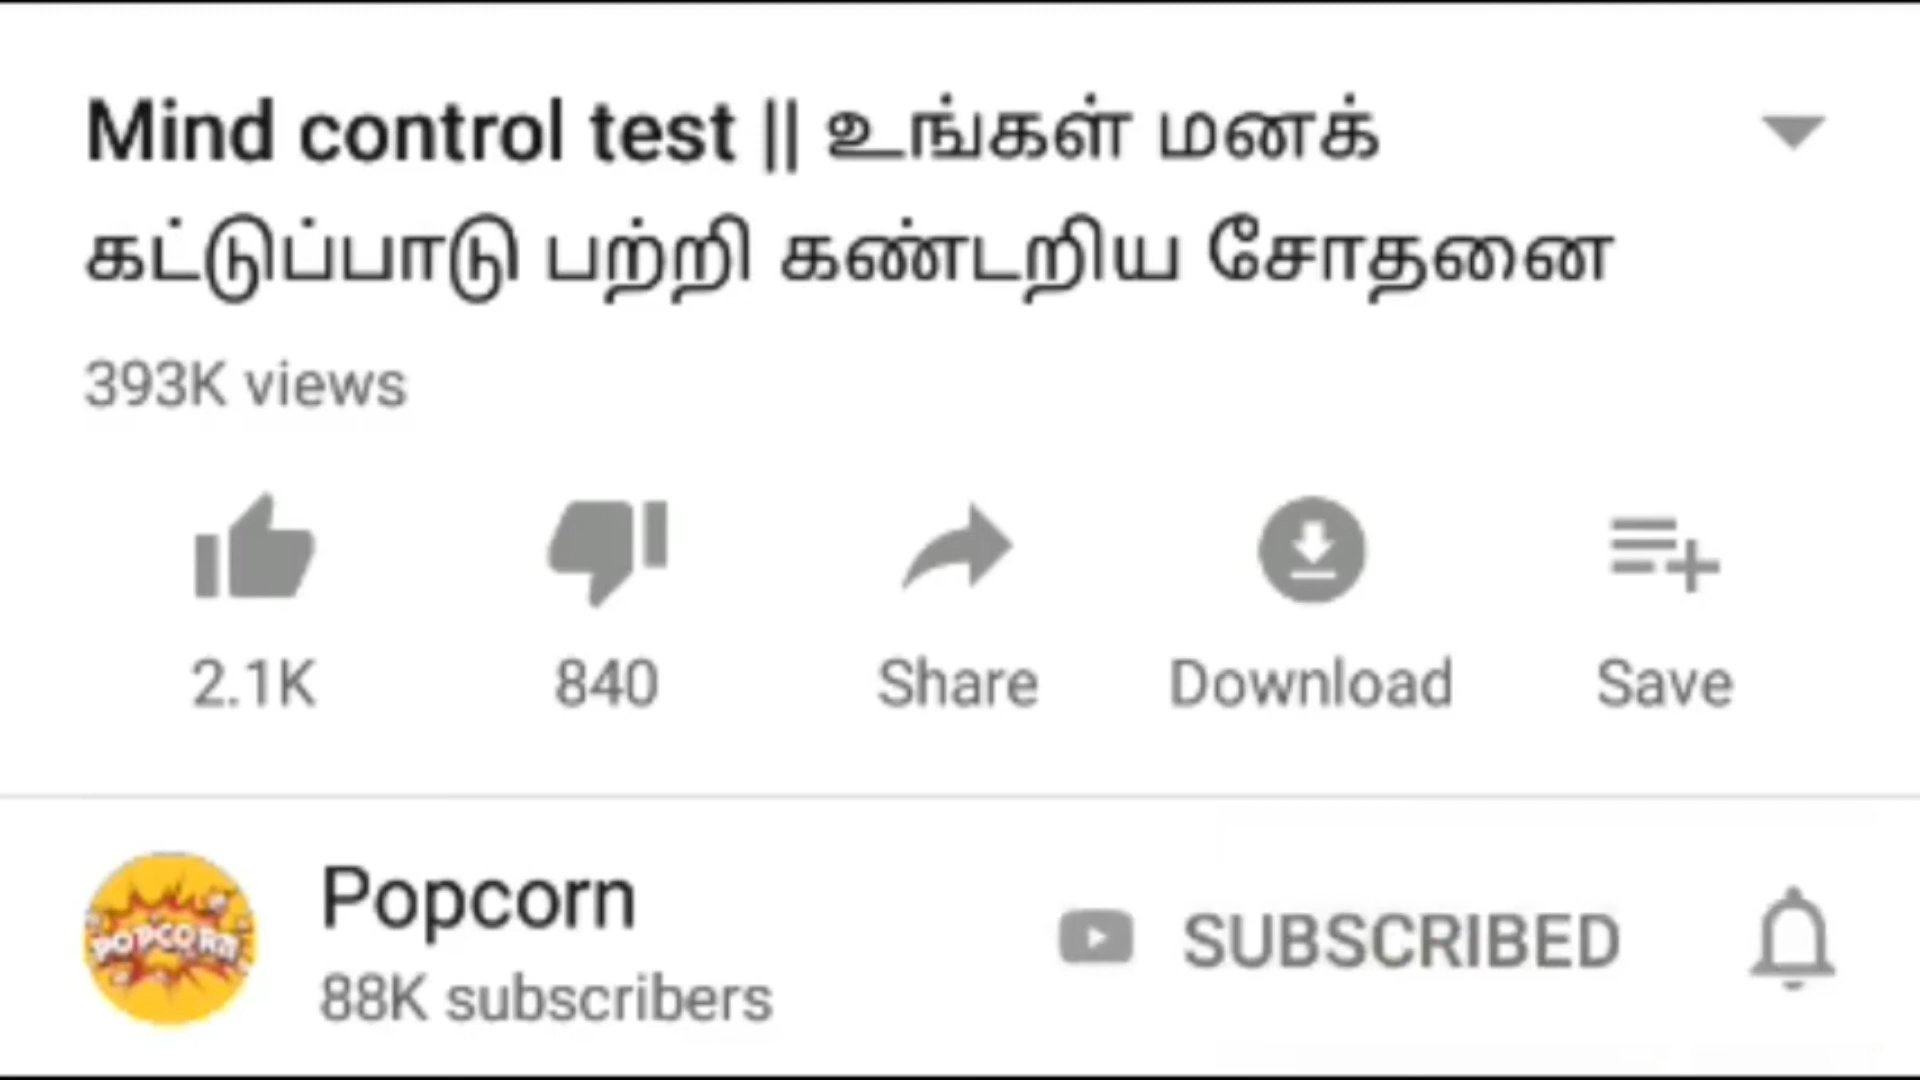 Mind control test || உங்கள் மனக்
கட்டுப்பாடு பற்றி கண்டறிய சோதனை
393K views
2.1K 840 Share Download Save
POPCORN
Popcorn
SUBSCRIBED
88K subscribers